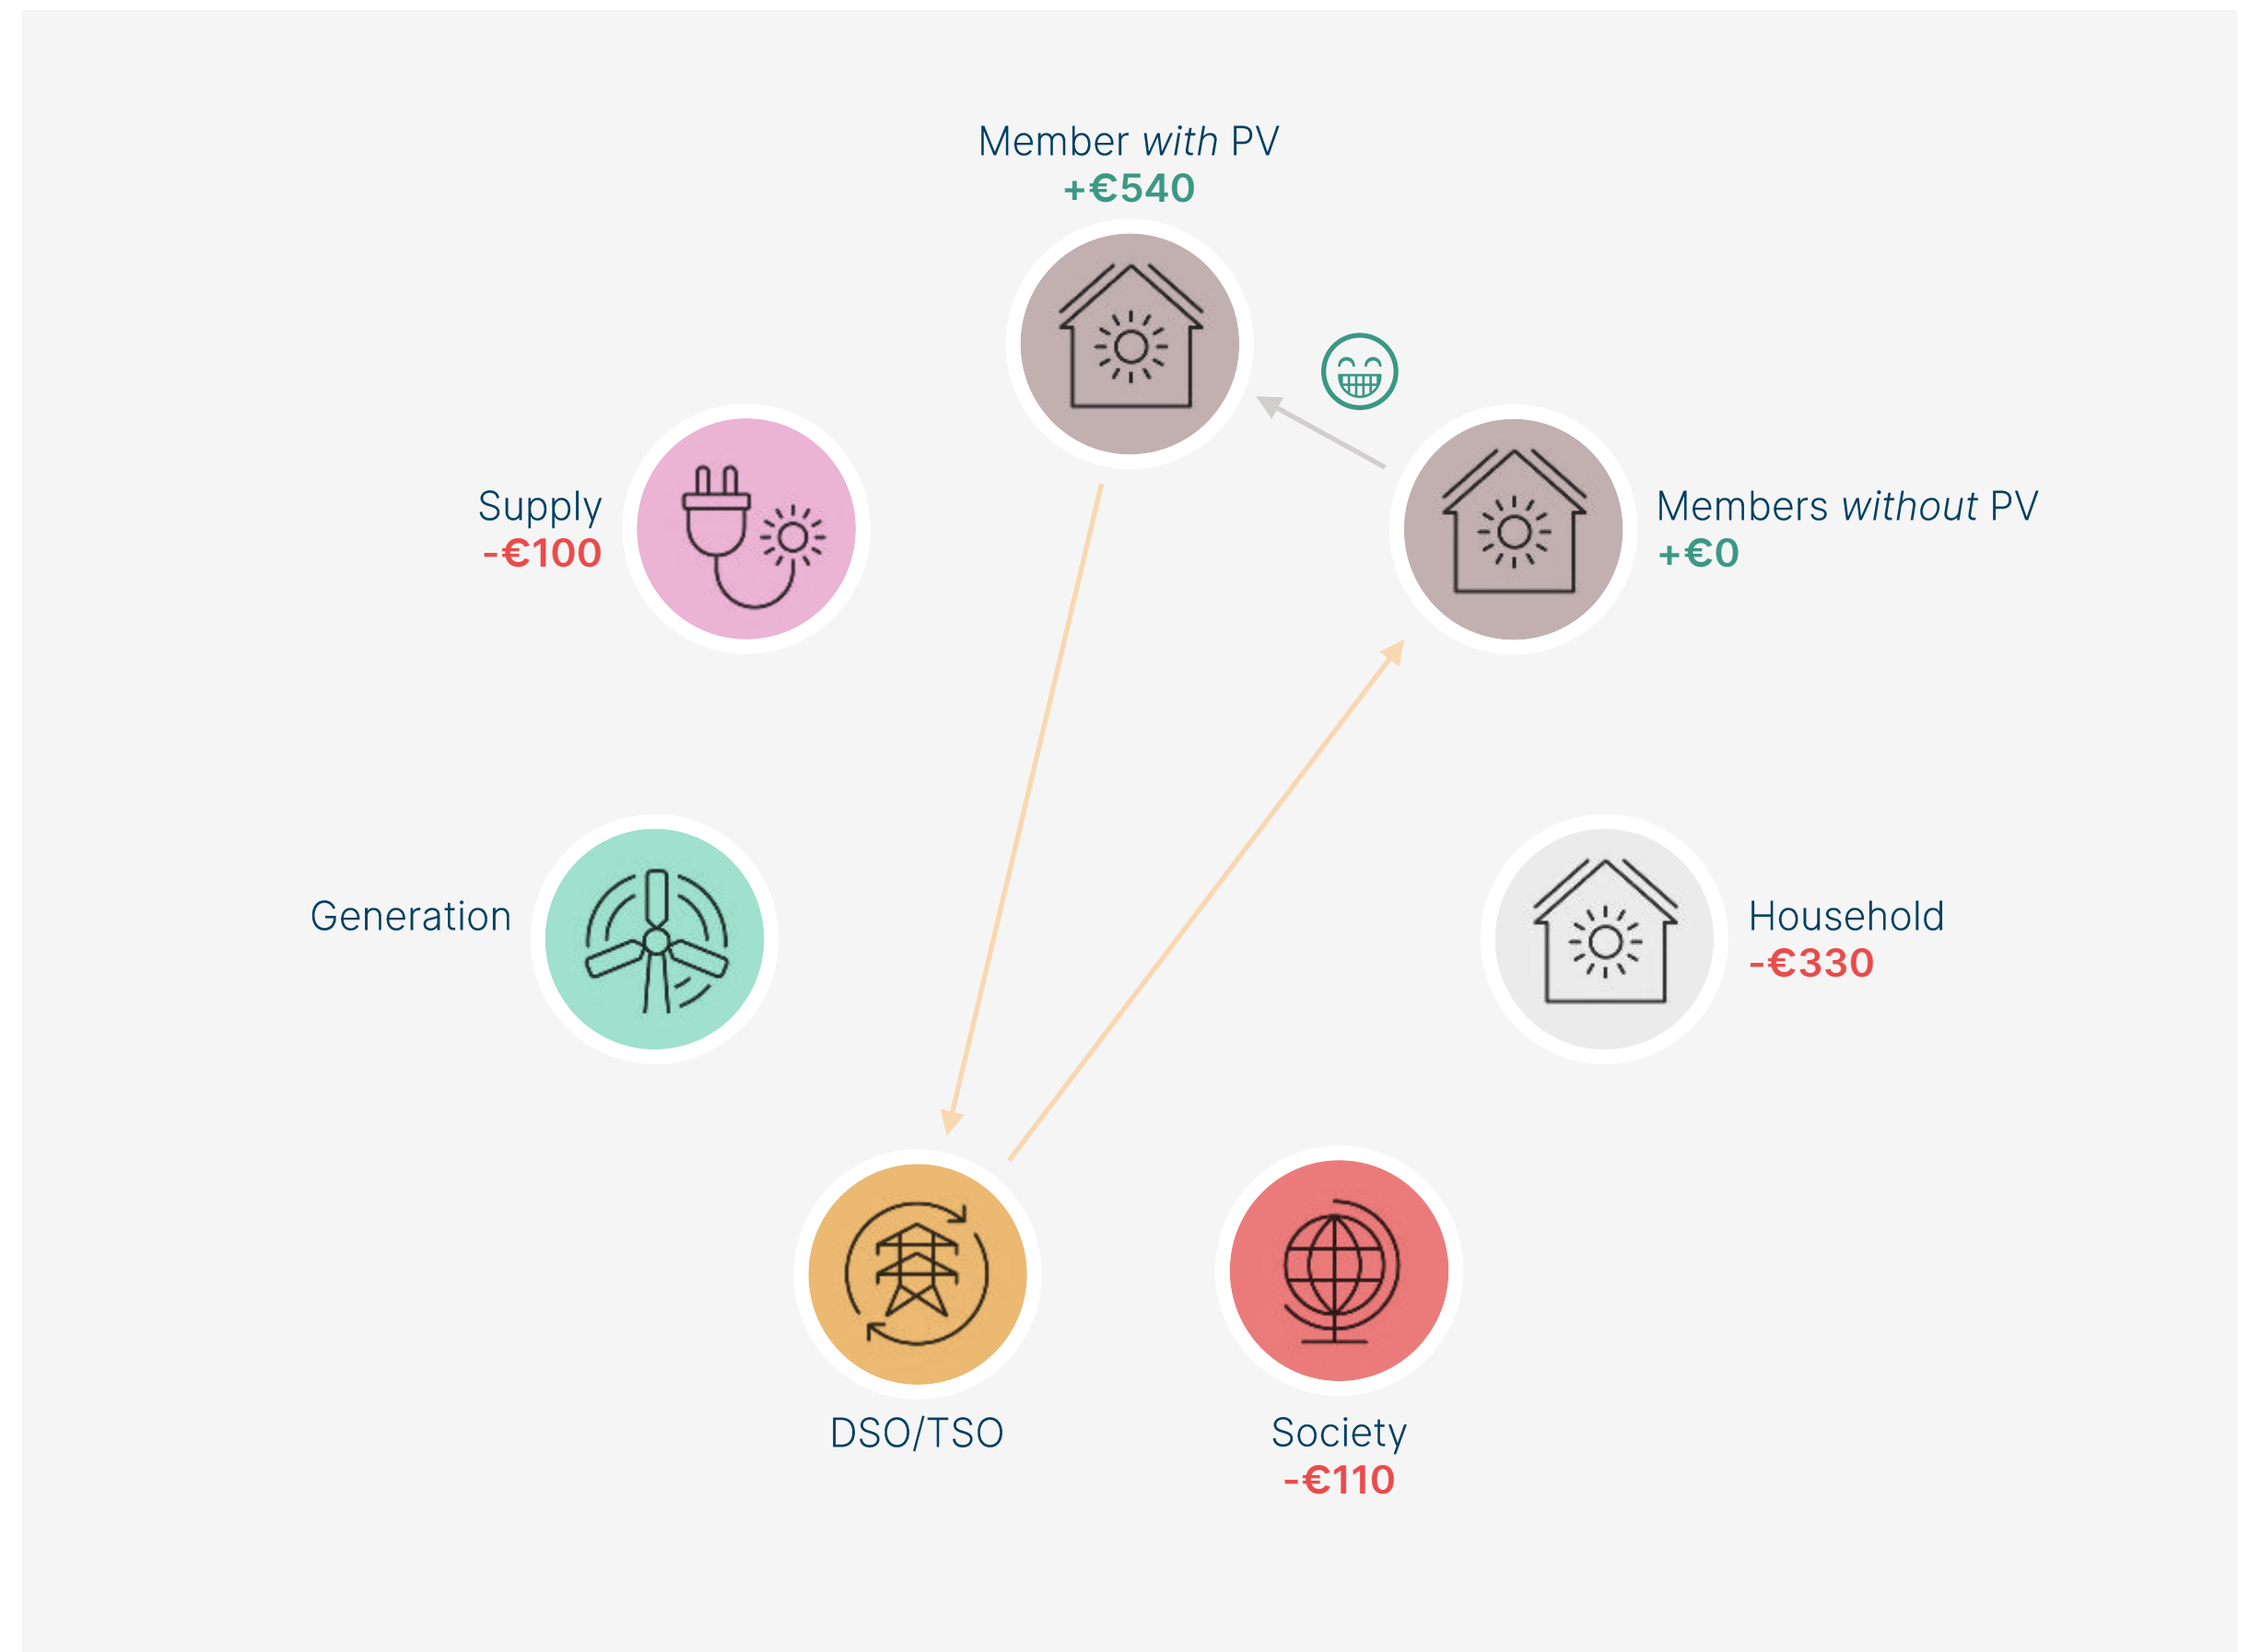 Member with PV
+€540
Supply
-€100
Members without PV
+€0
Generation
Household
-€330
DSO/TSO
Society
-€110